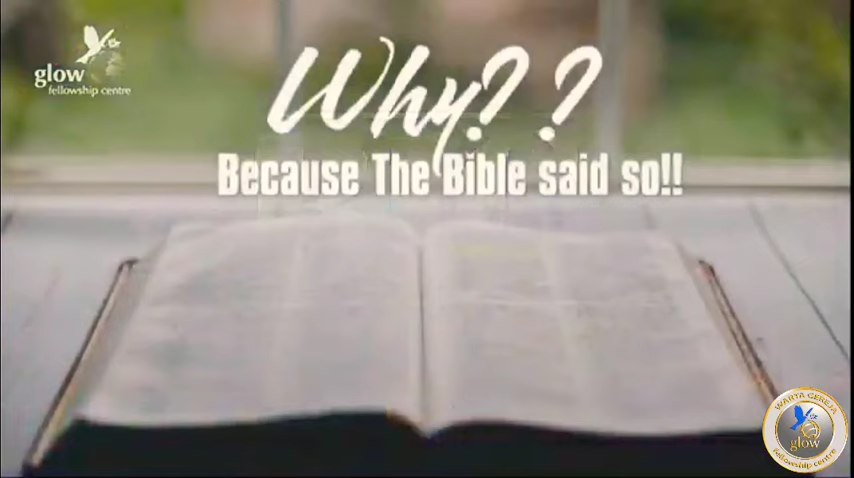 glow
fellowship centre
Why??
Because The Bible said so!!
WARTA GEREJA
glow
fellowship centre